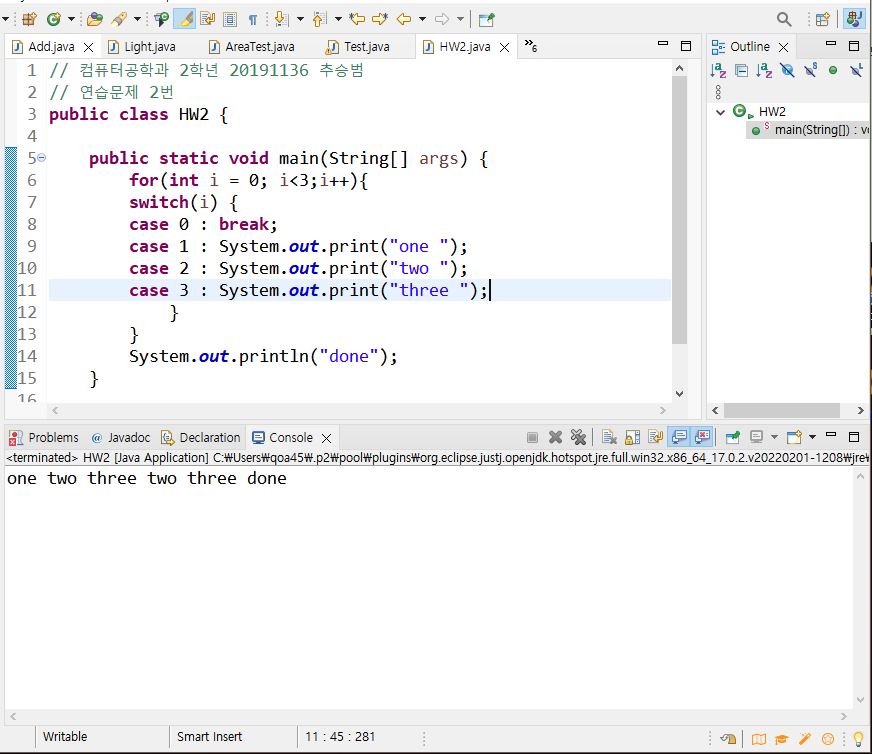 Add.java Light.java AreaTest.java Test.java HW2.java »6 Outline
1 // 컴퓨터공학과 2학년 20191136 추승범
2 // 연습문제 2번
3 public class HW2 {
4
5 public static void main(String[] args) {
6 for(int i = 0; i<3;i++){
7 switch(i) {
8 case 0 : break;
9 case 1 : System.out.print("one ");
10 case 2 : System.out.print("two ");
11 case 3 : System.out.print("three ");
12 }
13 }
14 System.out.println("done");
15 }
16
HW2
main(String[]) : vo
Problems @ Javadoc Declaration Console
<terminated> HW2 [Java Application] C:₩Users₩qoa45₩.p2₩pool₩plugins₩org.eclipse.justj.openjdk.hotspot.jre.full.win32.x86_64_17.0.2.v20220201-1208₩jre₩
one two three two three done
Writable Smart Insert 11 : 45 : 281